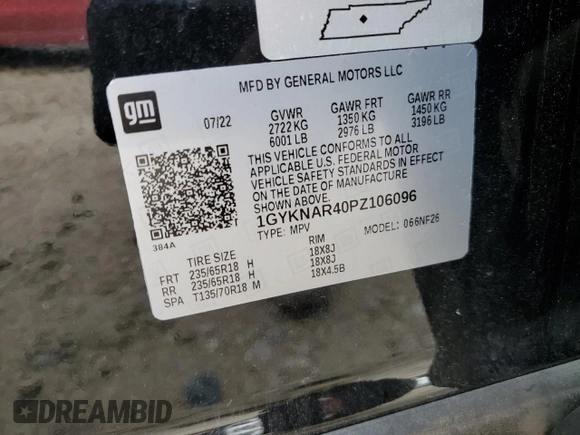 MFD BY GENERAL MOTORS LLC
gm
07/22
GVWR
2722 KG
6001 LB
GAWR FRT
1350 KG
2976 LB
GAWR RR
1450 KG
3196 LB
THIS VEHICLE CONFORMS TO ALL
APPLICABLE U.S. FEDERAL MOTOR
VEHICLE SAFETY STANDARDS IN EFFECT
ON THE DATE OF MANUFACTURE
SHOWN ABOVE.
1GYKNAR40PZ106096
TYPE: MPV
MODEL: 066NF26
384A
TIRE SIZE RIM
FRT 235/65R18 H 18X8J
RR 235/65R18 H 18X8J
SPA T135/70R18 M 18X4.5B
DREAMBID